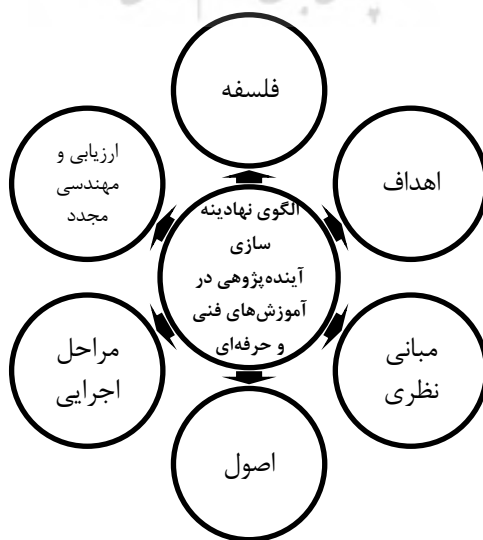 فلسفه
اهداف
مبانی
نظری
اصول
مراحل
اجرایی
ارزیابی و
مهندسی
مجدد
الگوی نهادینه
سازی
آینده‌پژوهی در
آموزش‌های فنی
و حرفه‌ای